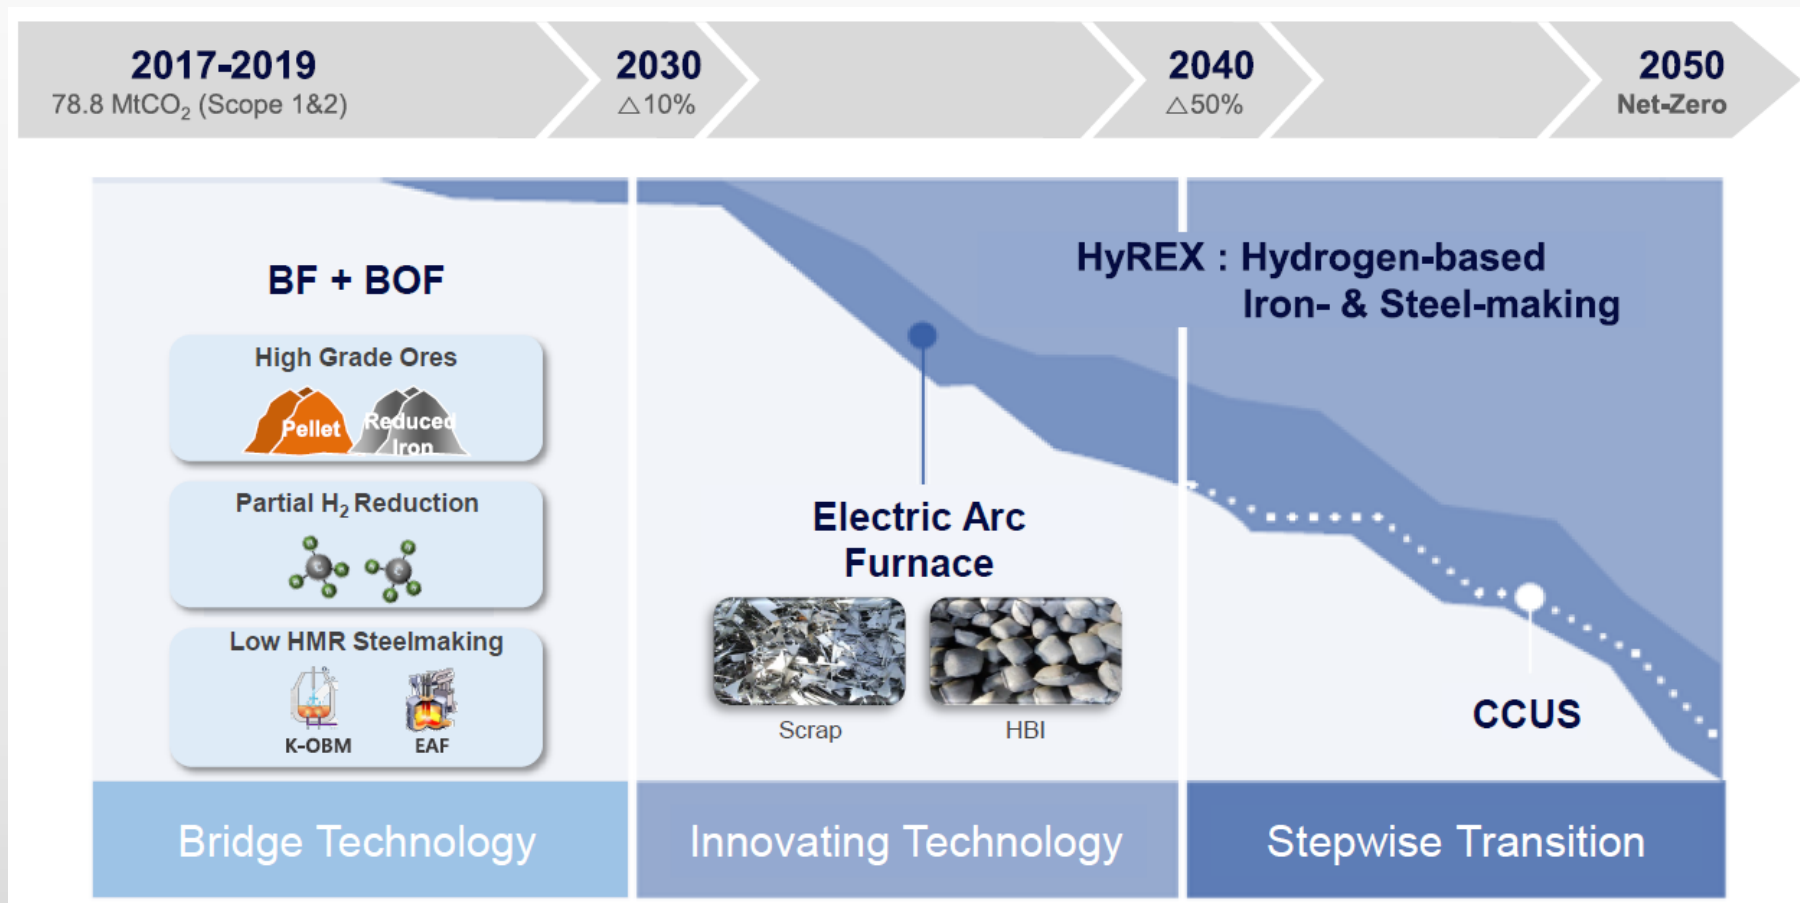 2017-2019
78.8 MtCO₂ (Scope 1&2)
2030
△10%
2040
△50%
2050
Net-Zero
BF + BOF
High Grade Ores
Pellet
Reduced
Iron
Partial H₂ Reduction
Low HMR Steelmaking
K-OBM
EAF
HyREX : Hydrogen-based
Iron- & Steel-making
Electric Arc
Furnace
Scrap
HBI
CCUS
Bridge Technology
Innovating Technology
Stepwise Transition